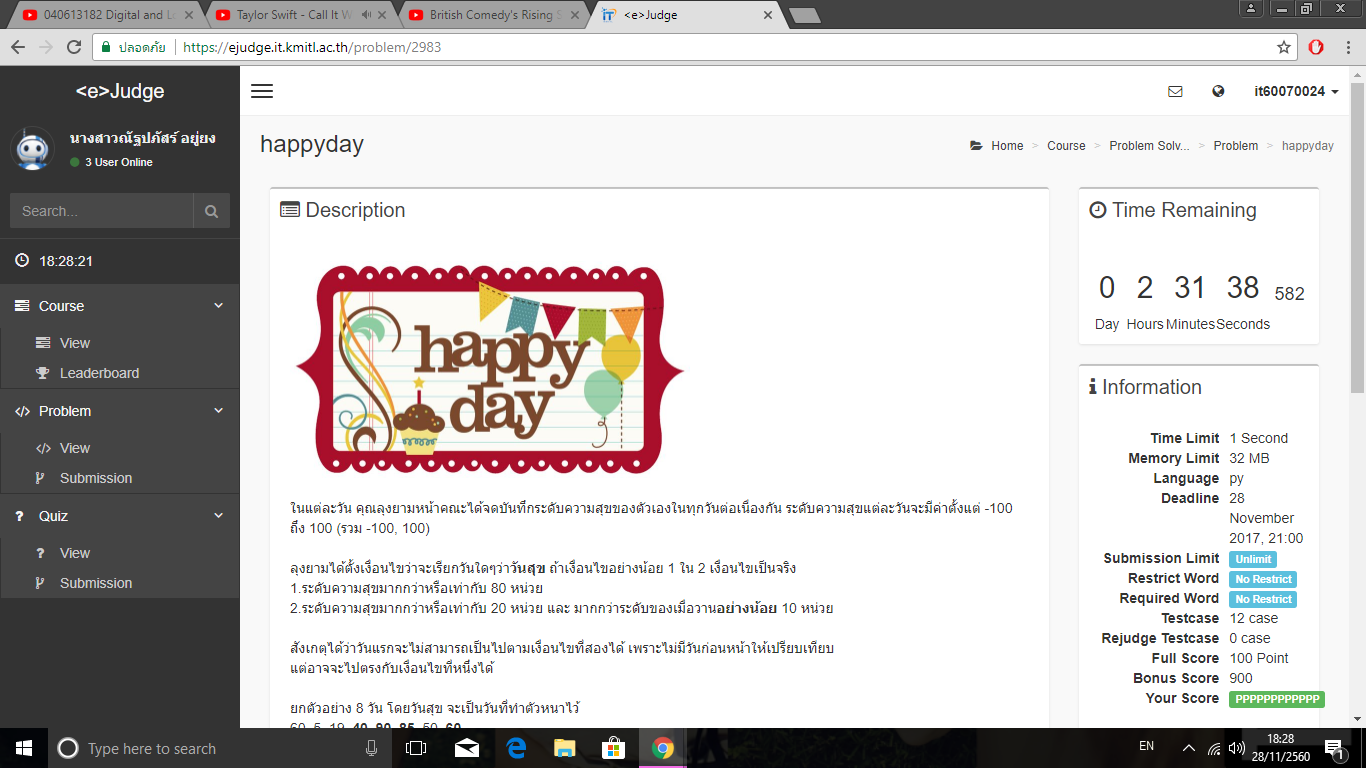 040613182 Digital and L
Taylor Swift - Call It W
British Comedy's Rising S
<e>Judge
ปลอดภัย
https://ejudge.it.kmitl.ac.th/problem/2983
<e>Judge
it60070024
นางสาวณัฐปภัสร์ อยู่ยง
3 User Online
Search...
18:28:21
Course
View
Leaderboard
Problem
View
Submission
Quiz
View
Submission
happyday
Home > Course > Problem Solv... > Problem > happyday
Description
happy
day
ในแต่ละวัน คุณลุงยามหน้าคณะได้จดบันทึกระดับความสุขของตัวเองในทุกวันต่อเนื่องกัน ระดับความสุขแต่ละวันจะมีค่าตั้งแต่ -100
ถึง 100 (รวม -100, 100)
ลุงยามได้ตั้งเงื่อนไขว่าจะเรียกวันใดๆว่าวันสุข ถ้าเงื่อนไขอย่างน้อย 1 ใน 2 เงื่อนไขเป็นจริง
1.ระดับความสุขมากกว่าหรือเท่ากับ 80 หน่วย
2.ระดับความสุขมากกว่าหรือเท่ากับ 20 หน่วย และ มากกว่าระดับของเมื่อวานอย่างน้อย 10 หน่วย
สังเกตุได้ว่าวันแรกจะไม่สามารถเป็นไปตามเงื่อนไขที่สองได้ เพราะไม่มีวันก่อนหน้าให้เปรียบเทียบ
แต่อาจจะไปตรงกับเงื่อนไขที่หนึ่งได้
ยกตัวอย่าง 8 วัน โดยวันสุข จะเป็นวันที่ทำตัวหนาไว้
60, 5, 19, 40, 90, 85, 50, 60
Time Remaining
0 2 31 38 582
Day Hours Minutes Seconds
Information
Time Limit 1 Second
Memory Limit 32 MB
Language py
Deadline 28
November
2017, 21:00
Submission Limit Unlimit
Restrict Word No Restrict
Required Word No Restrict
Testcase 12 case
Rejudge Testcase 0 case
Full Score 100 Point
Bonus Score 900
Your Score PPPPPPPPPPPP
Type here to search
EN
18:28
28/11/2560
1